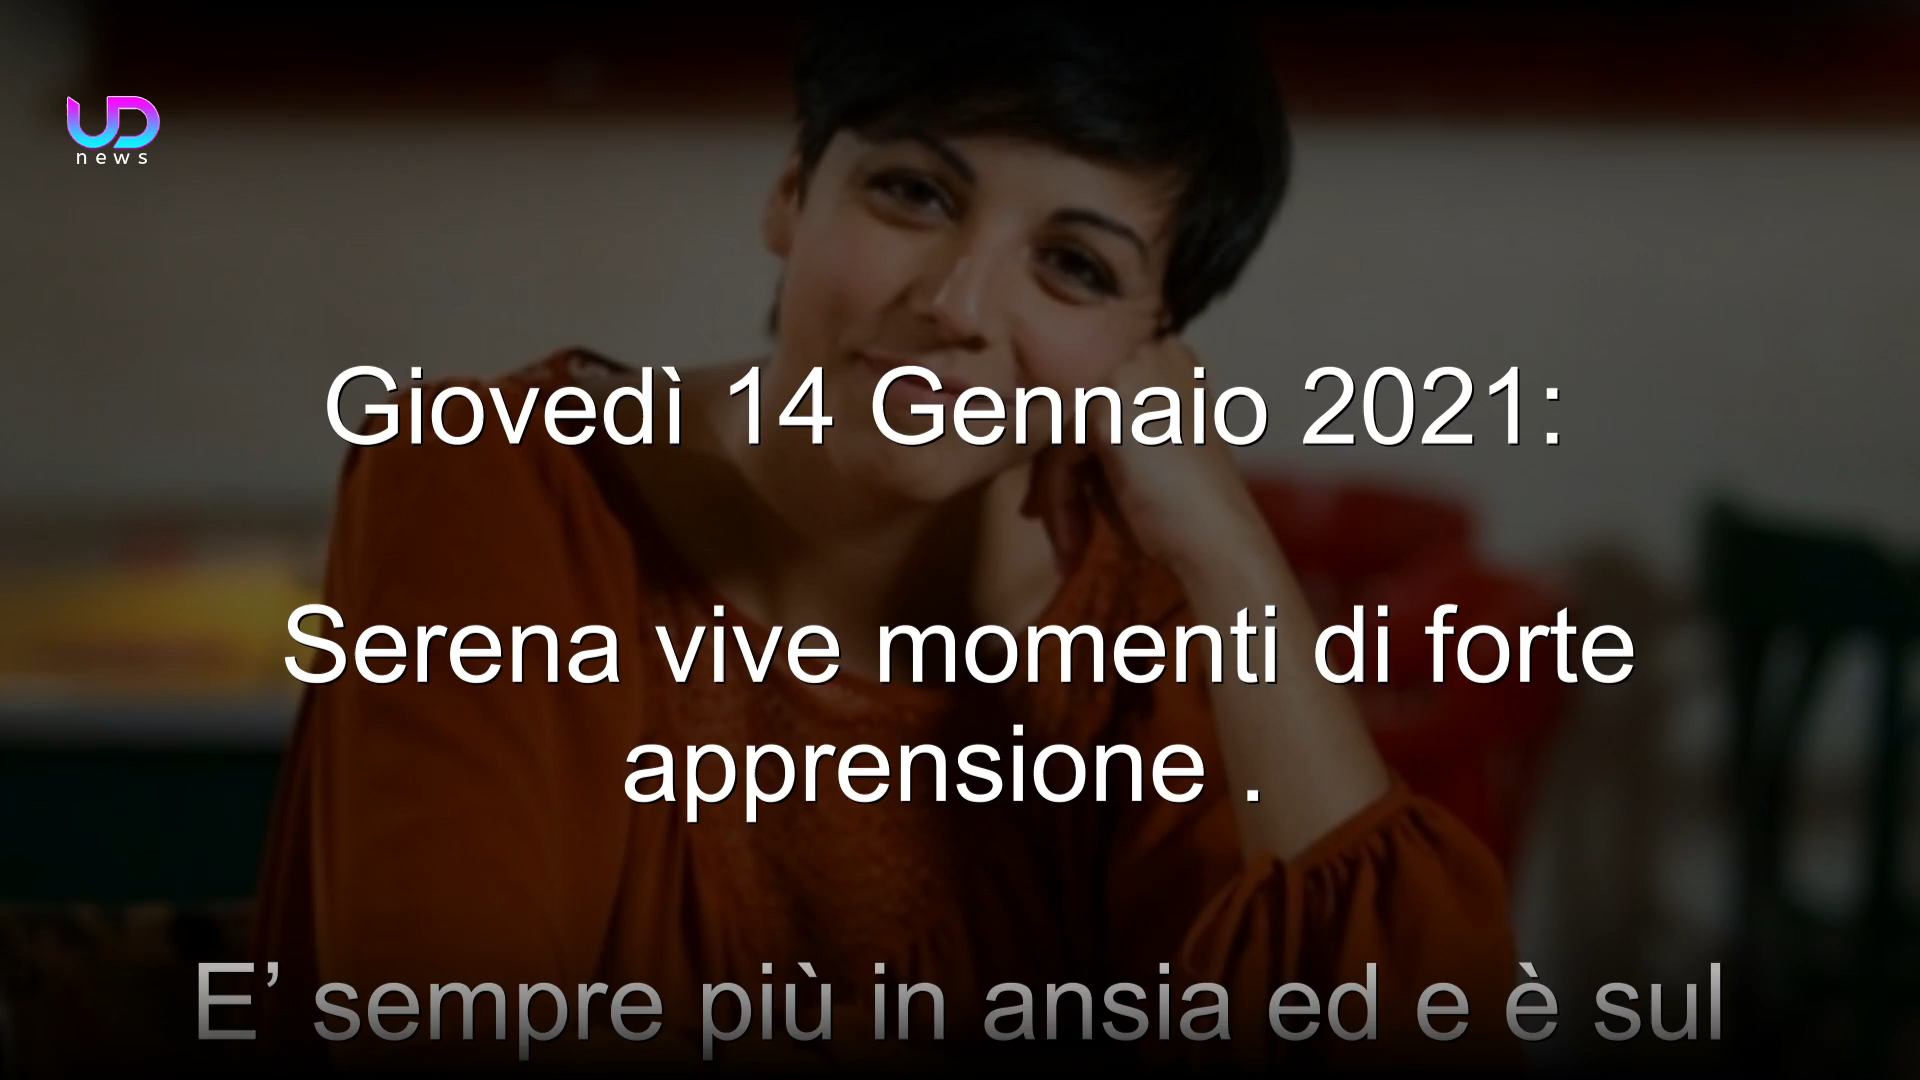 UD
news
Giovedì 14 Gennaio 2021:
Serena vive momenti di forte
apprensione .
E’ sempre più in ansia ed e è sul